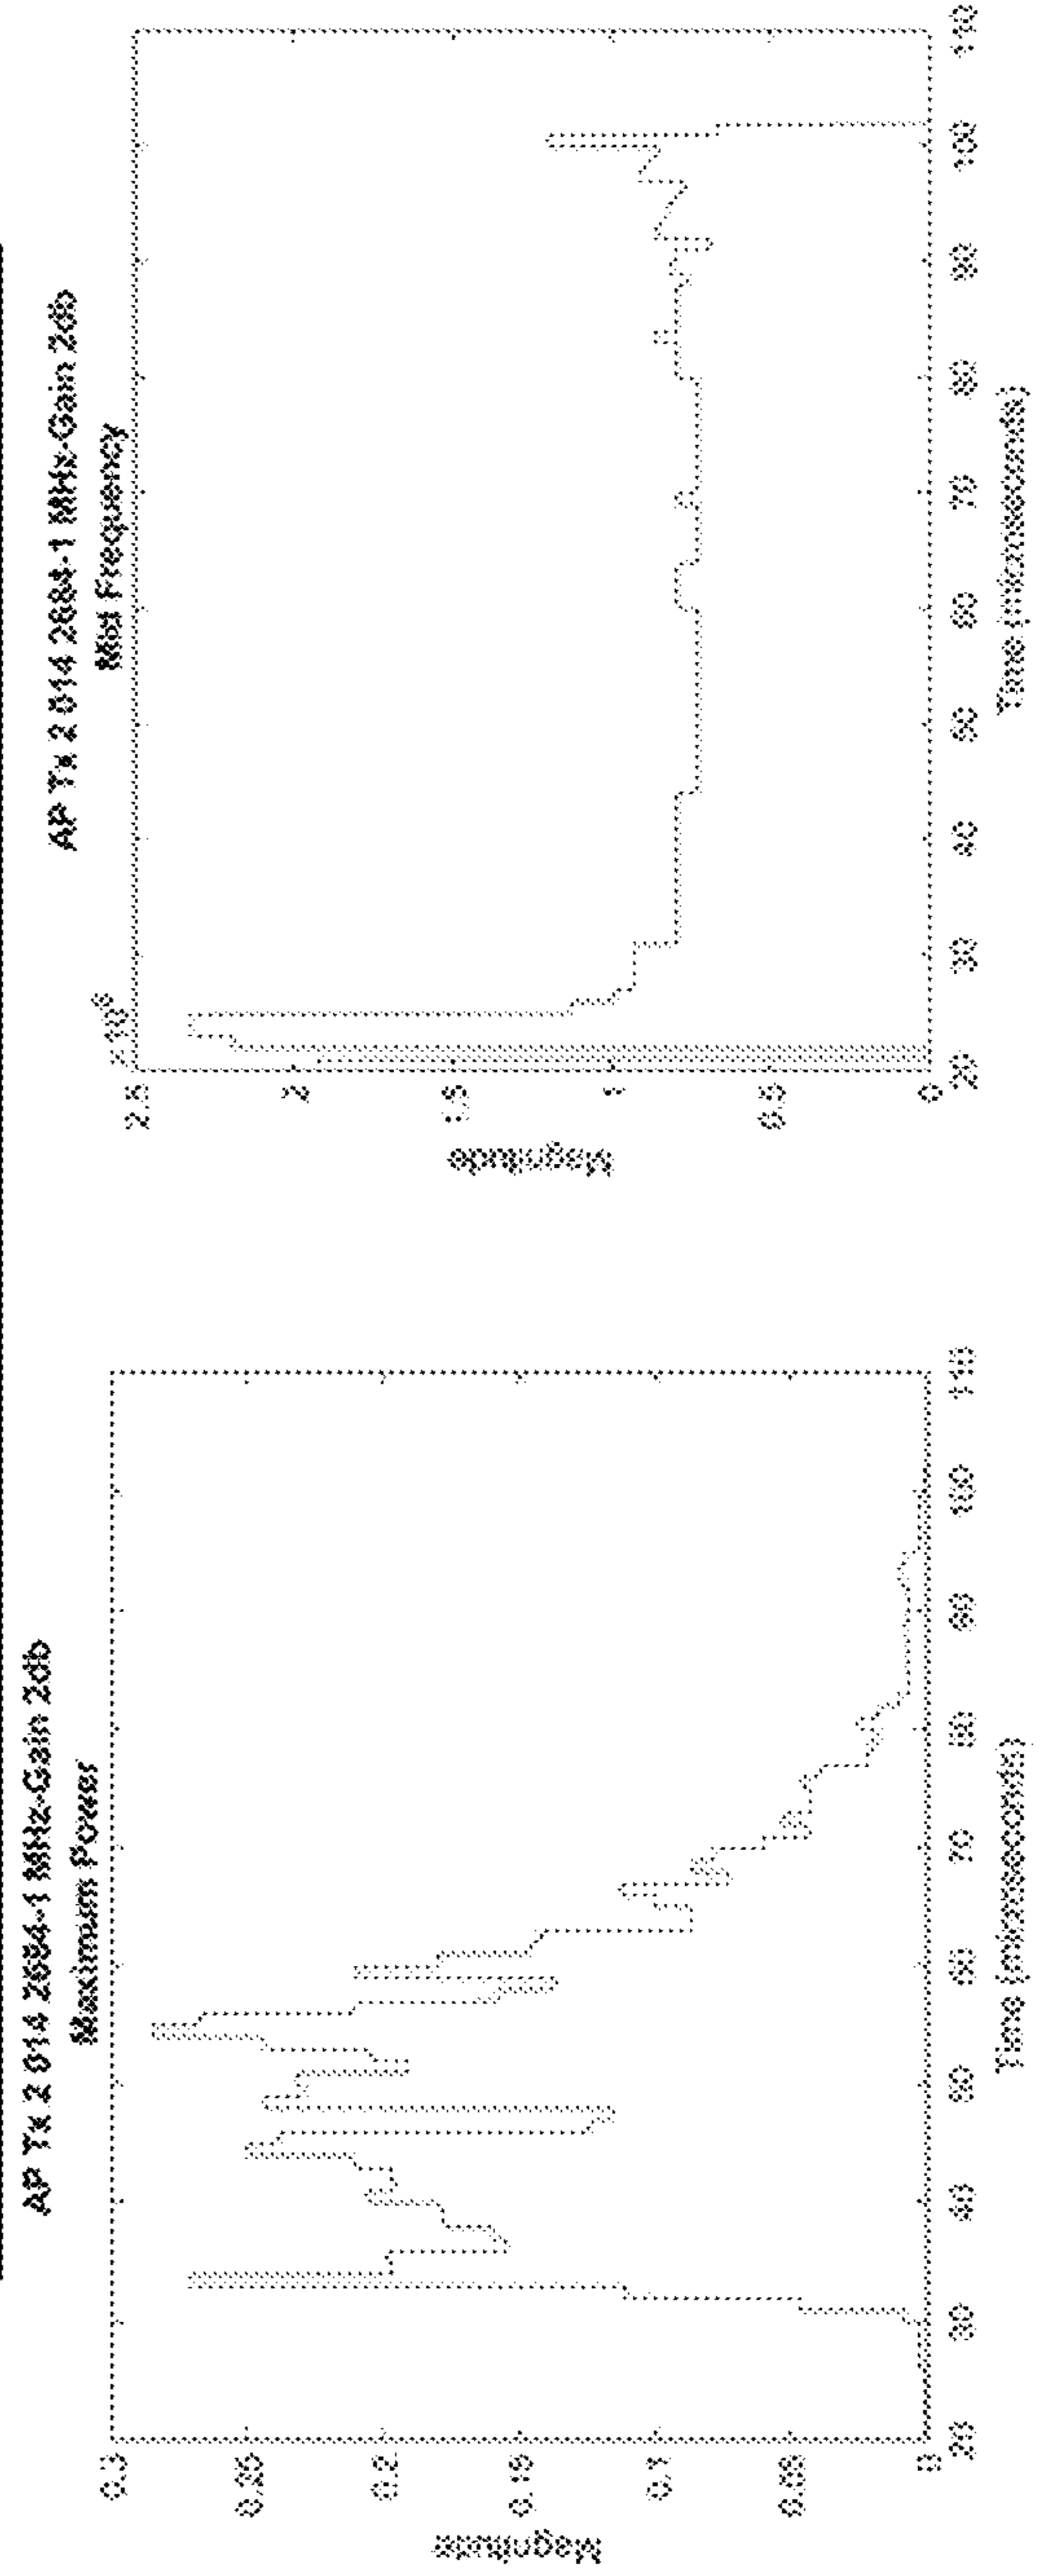 AP Tx 2 014 2684-1 MHz-Gain 2db
Maximum Power
Magnitude
0.3
0.25
0.2
0.15
0.1
0.05
0
20 30 40 50 60 70 80 90 100 110
Time (microseconds)
AP Tx 2 014 2684-1 MHz-Gain 2db
Mid Frequency
Magnitude
2.5
2
1.5
1
0.5
0
20 30 40 50 60 70 80 90 100 110
Time (microseconds)